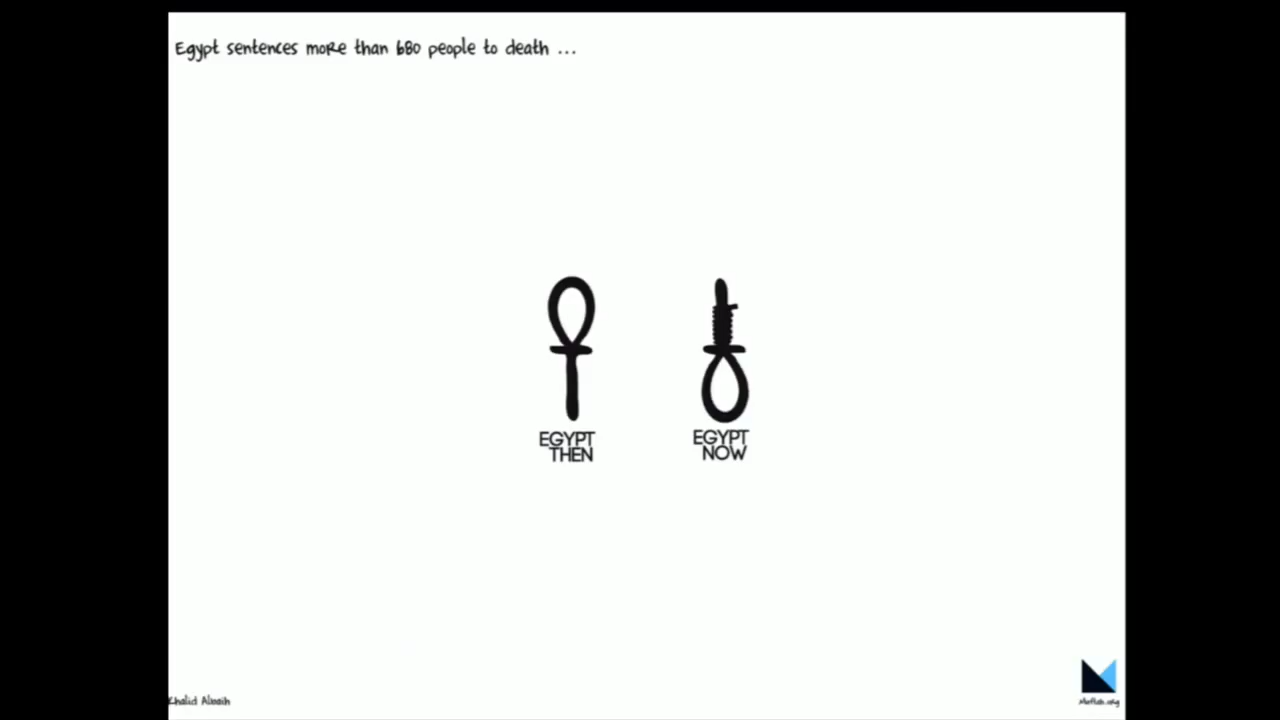 Egypt sentences more than 680 people to death ...
EGYPT
THEN
EGYPT
NOW
Khalid Albaih